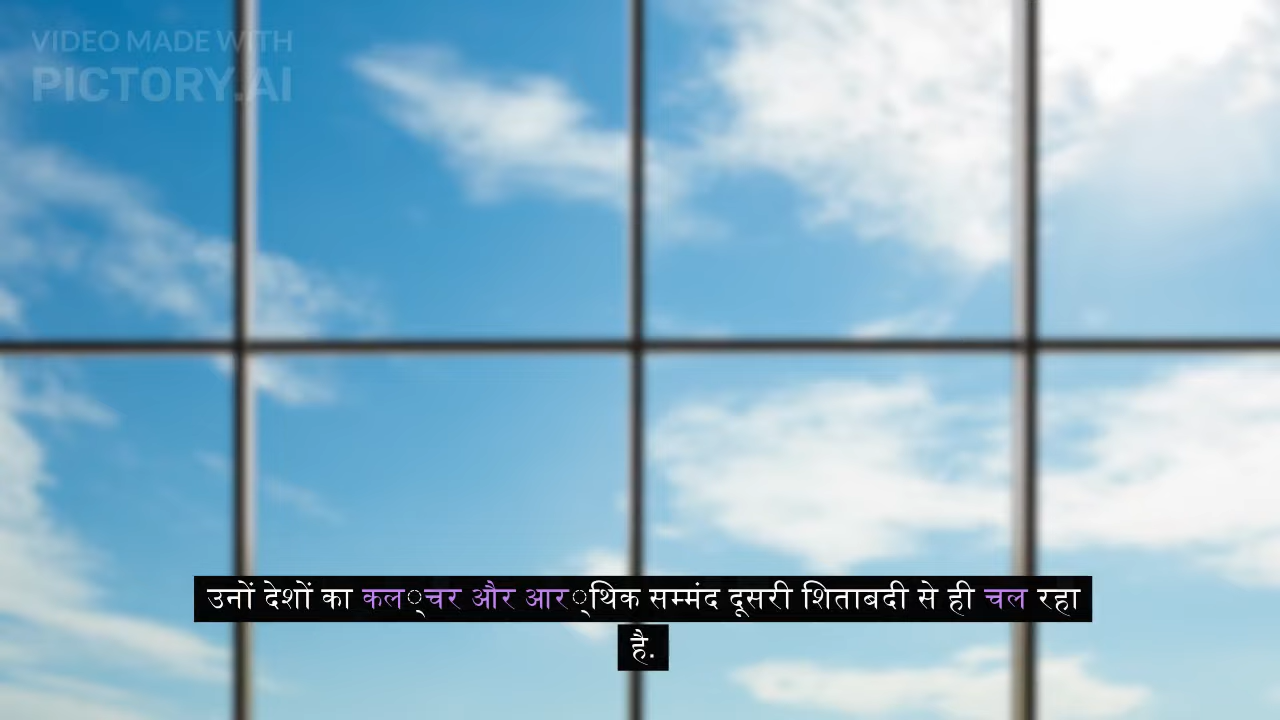 VIDEO MADE WITH
PICTORY.AI
उनों देशों का कल्चर और आर्थिक सम्मंद दूसरी शिताबदी से ही चल रहा
है.